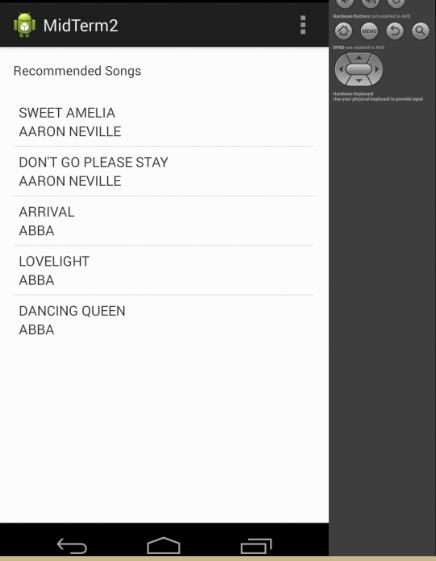 MidTerm2
Recommended Songs
SWEET AMELIA
AARON NEVILLE
DON'T GO PLEASE STAY
AARON NEVILLE
ARRIVAL
ABBA
LOVELIGHT
ABBA
DANCING QUEEN
ABBA
Hardware Buttons not enabled in AVD
MENU
DPAD not enabled in AVD
Hardware Keyboard
Use your physical keyboard to provide input